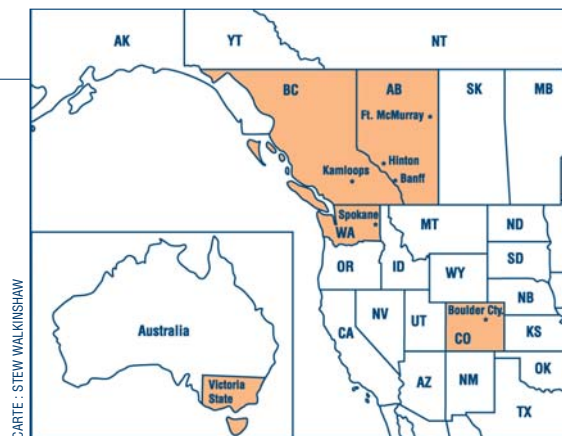 AK
YT
NT
BC
AB
SK
MB
Ft. McMurray
Hinton
Kamloops
Banff
Spokane
WA
MT
ND
OR
ID
SD
WY
NB
Boulder Cty.
NV
UT
CA
CO
KS
OK
AZ
NM
TX
Australia
Victoria
State
CARTE : STEW WALKINSHAW